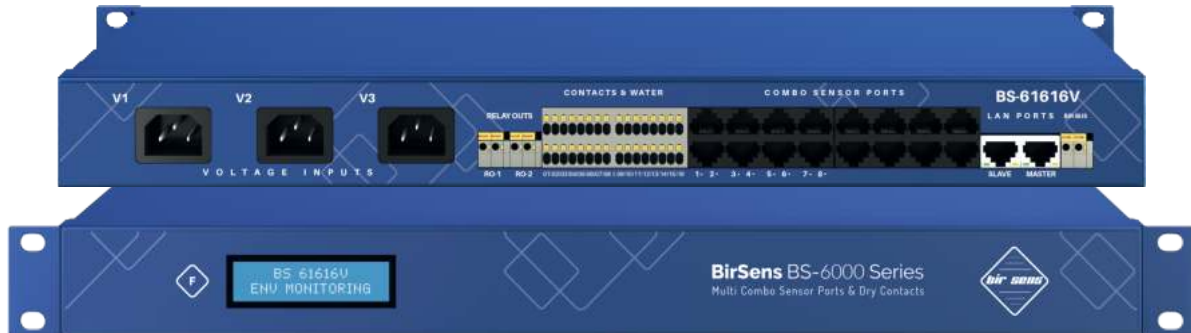 V1 V2 V3
CONTACTS & WATER
COMBO SENSOR PORTS
BS-61616V
RELAY OUTS
LAN PORTS
BIR BUS
RO-1 RO-2
1- 2- 3- 4- 5- 6- 7- 8-
SLAVE MASTER
VOLTAGE INPUTS
F
BS 61616V
ENV MONITORING
BirSens BS-6000 Series
Multi Combo Sensor Ports & Dry Contacts
bir sens